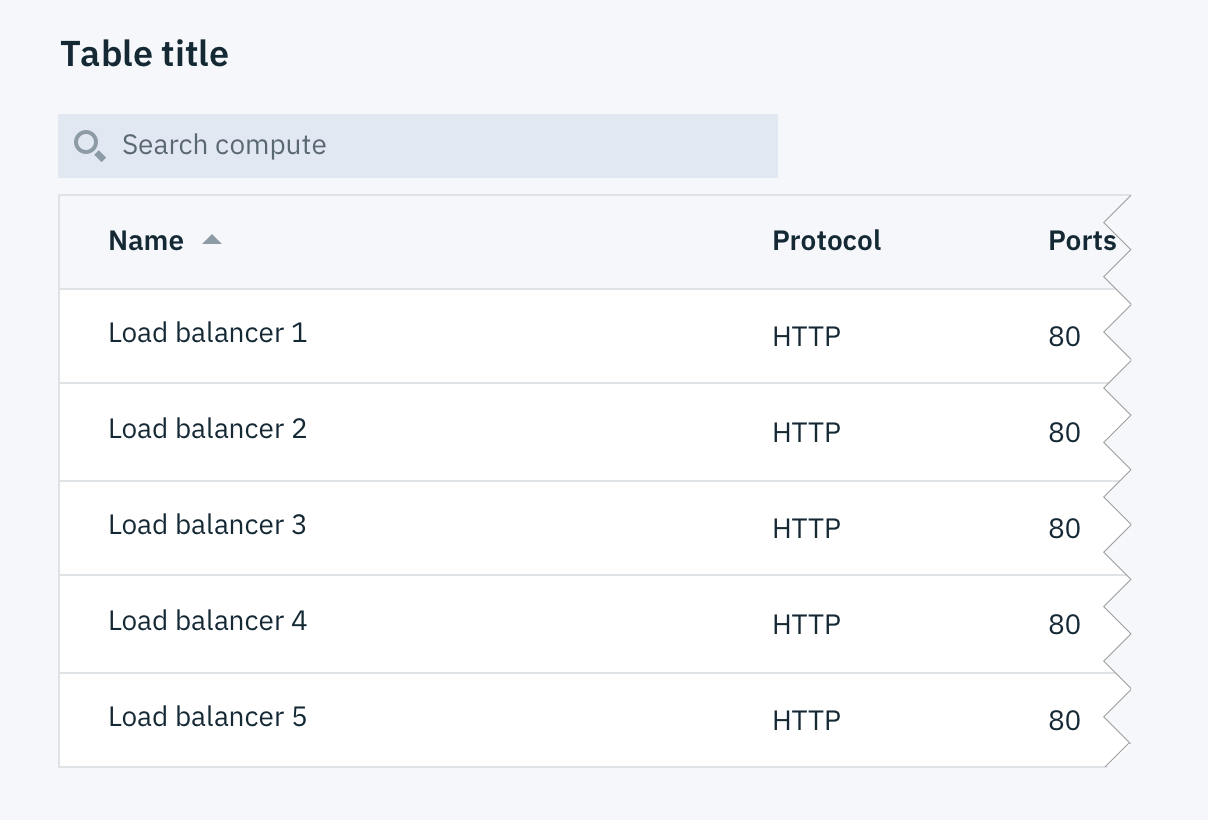 Table title
Search compute
Name Protocol Ports
Load balancer 1 HTTP 80
Load balancer 2 HTTP 80
Load balancer 3 HTTP 80
Load balancer 4 HTTP 80
Load balancer 5 HTTP 80